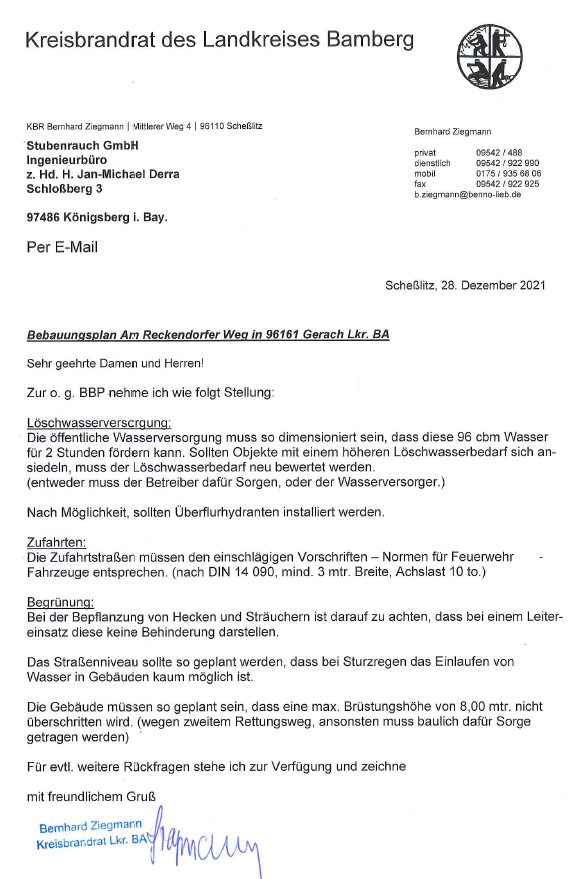 Kreisbrandrat des Landkreises Bamberg
KBR Bernhard Ziegmann | Mittlerer Weg 4 | 96110 Scheßlitz
Stubenrauch GmbH
Ingenieurbüro
z. Hd. H. Jan-Michael Derra
Schloßberg 3
97486 Königsberg i. Bay.
Per E-Mail
Bernhard Ziegmann
privat 09542 / 488
dienstlich 09542 / 922 990
mobil 0175 / 935 68 06
fax 09542 / 922 925
b.ziegmann@benno-lieb.de
Scheßlitz, 28. Dezember 2021
Bebauungsplan Am Reckendorfer Weg in 96161 Gerach Lkr. BA
Sehr geehrte Damen und Herren!
Zur o. g. BBP nehme ich wie folgt Stellung:
Löschwasserverscrgung:
Die öffentliche Wasserversorgung muss so dimensioniert sein, dass diese 96 cbm Wasser
für 2 Stunden fördern kann. Sollten Objekte mit einem höheren Löschwasserbedarf sich an-
siedeln, muss der Löschwasserbedarf neu bewertet werden.
(entweder muss der Betreiber dafür Sorgen, oder der Wasserversorger.)
Nach Möglichkeit, sollten Überflurhydranten installiert werden.
Zufahrten:
Die Zufahrtstraßen müssen den einschlägigen Vorschriften – Normen für Feuerwehr -
Fahrzeuge entsprechen. (nach DIN 14 090, mind. 3 mtr. Breite, Achslast 10 to.)
Begrünung:
Bei der Bepflanzung von Hecken und Sträuchern ist darauf zu achten, dass bei einem Leiter-
einsatz diese keine Behinderung darstellen.
Das Straßenniveau sollte so geplant werden, dass bei Sturzregen das Einlaufen von
Wasser in Gebäuden kaum möglich ist.
Die Gebäude müssen so geplant sein, dass eine max. Brüstungshöhe von 8,00 mtr. nicht
überschritten wird. (wegen zweitem Rettungsweg, ansonsten muss baulich dafür Sorge
getragen werden)
Für evtl. weitere Rückfragen stehe ich zur Verfügung und zeichne
mit freundlichem Gruß
Bernhard Ziegmann
Kreisbrandrat Lkr. BA